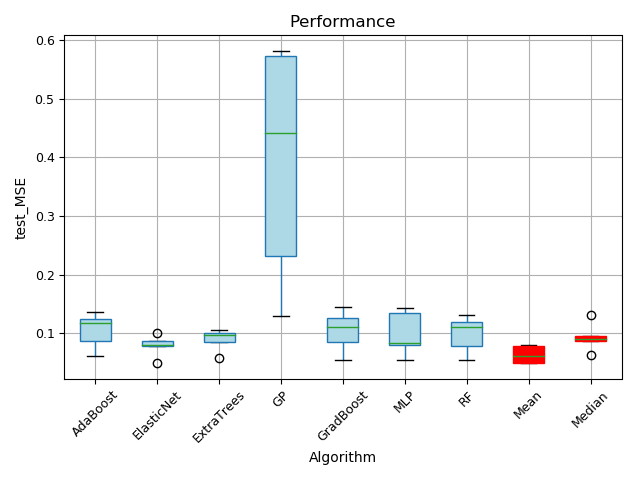 Performance
test_MSE
0.6
0.5
0.4
0.3
0.2
0.1
AdaBoost
ElasticNet
ExtraTrees
GP
GradBoost
MLP
RF
Mean
Median
Algorithm